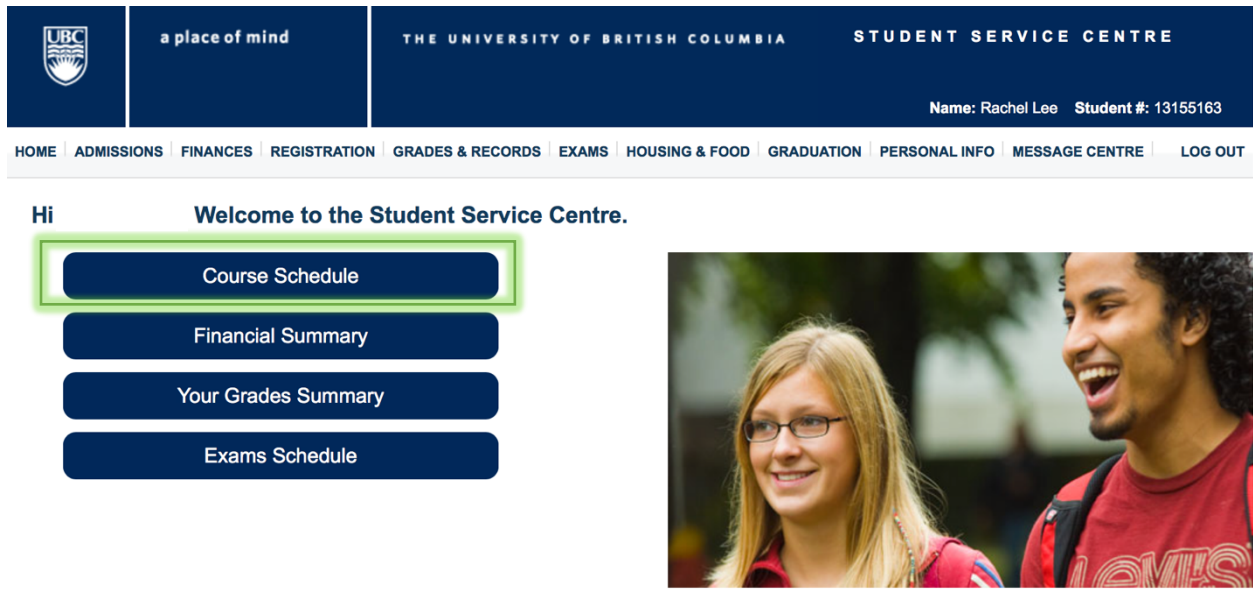 UBC
a place of mind
THE UNIVERSITY OF BRITISH COLUMBIA
STUDENT SERVICE CENTRE
Name: Rachel Lee Student #: 13155163
HOME ADMISSIONS FINANCES REGISTRATION GRADES & RECORDS EXAMS HOUSING & FOOD GRADUATION PERSONAL INFO MESSAGE CENTRE LOG OUT
Hi Welcome to the Student Service Centre.
Course Schedule
Financial Summary
Your Grades Summary
Exams Schedule